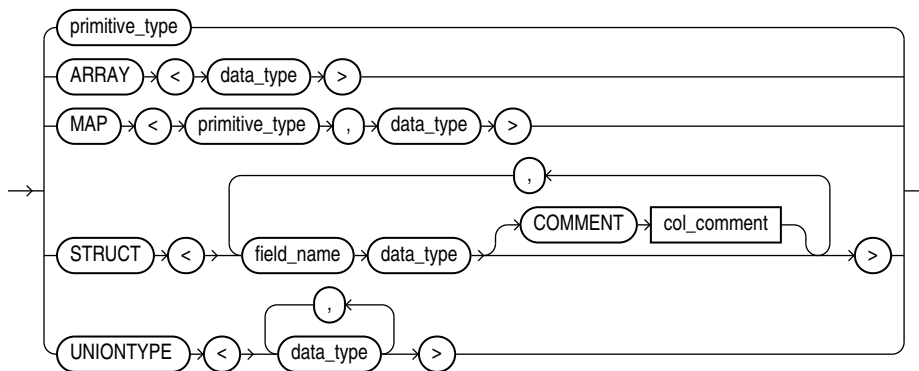 primitive_type
ARRAY < data_type >
MAP < primitive_type , data_type >
,
COMMENT col_comment
STRUCT < field_name data_type >
,
UNIONTYPE < data_type >